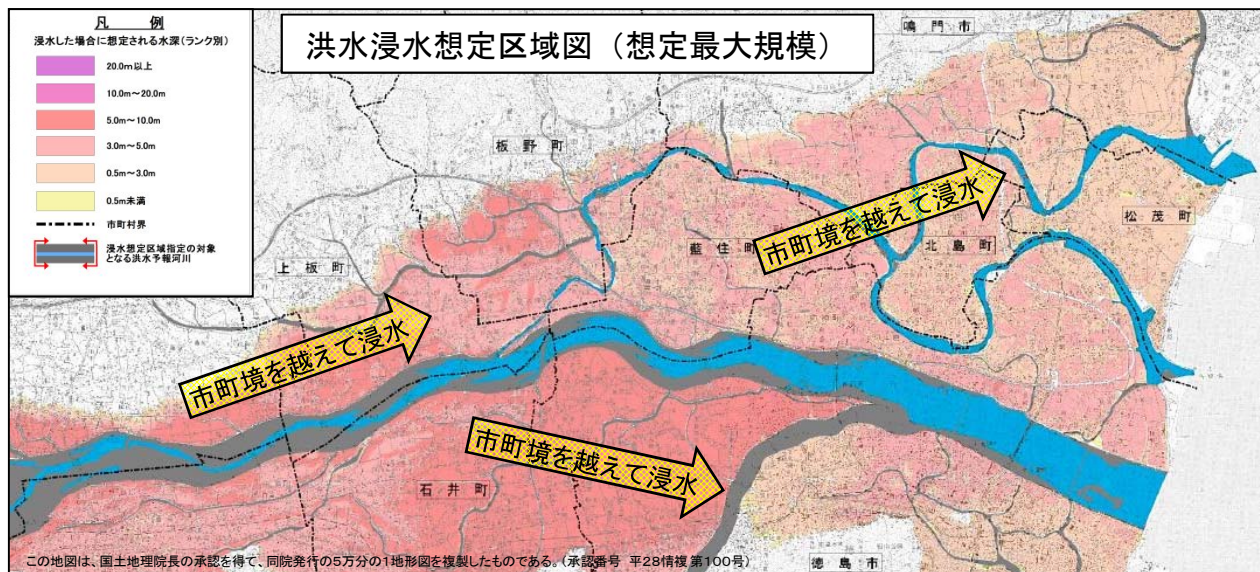 凡 例
浸水した場合に想定される水深(ランク別)
20.0m以上
10.0m～20.0m
5.0m～10.0m
3.0m～5.0m
0.5m～3.0m
0.5m未満
市町村界
浸水想定区域指定の対象
となる洪水予報河川
洪水浸水想定区域図（想定最大規模）
鳴門市
板野町
市町境を越えて浸水
松茂町
藍住町
北島町
上板町
市町境を越えて浸水
市町境を越えて浸水
石井町
徳島市
この地図は、国土地理院長の承認を得て、同院発行の5万分の1地形図を複製したものである。(承認番号 平28情複 第100号)